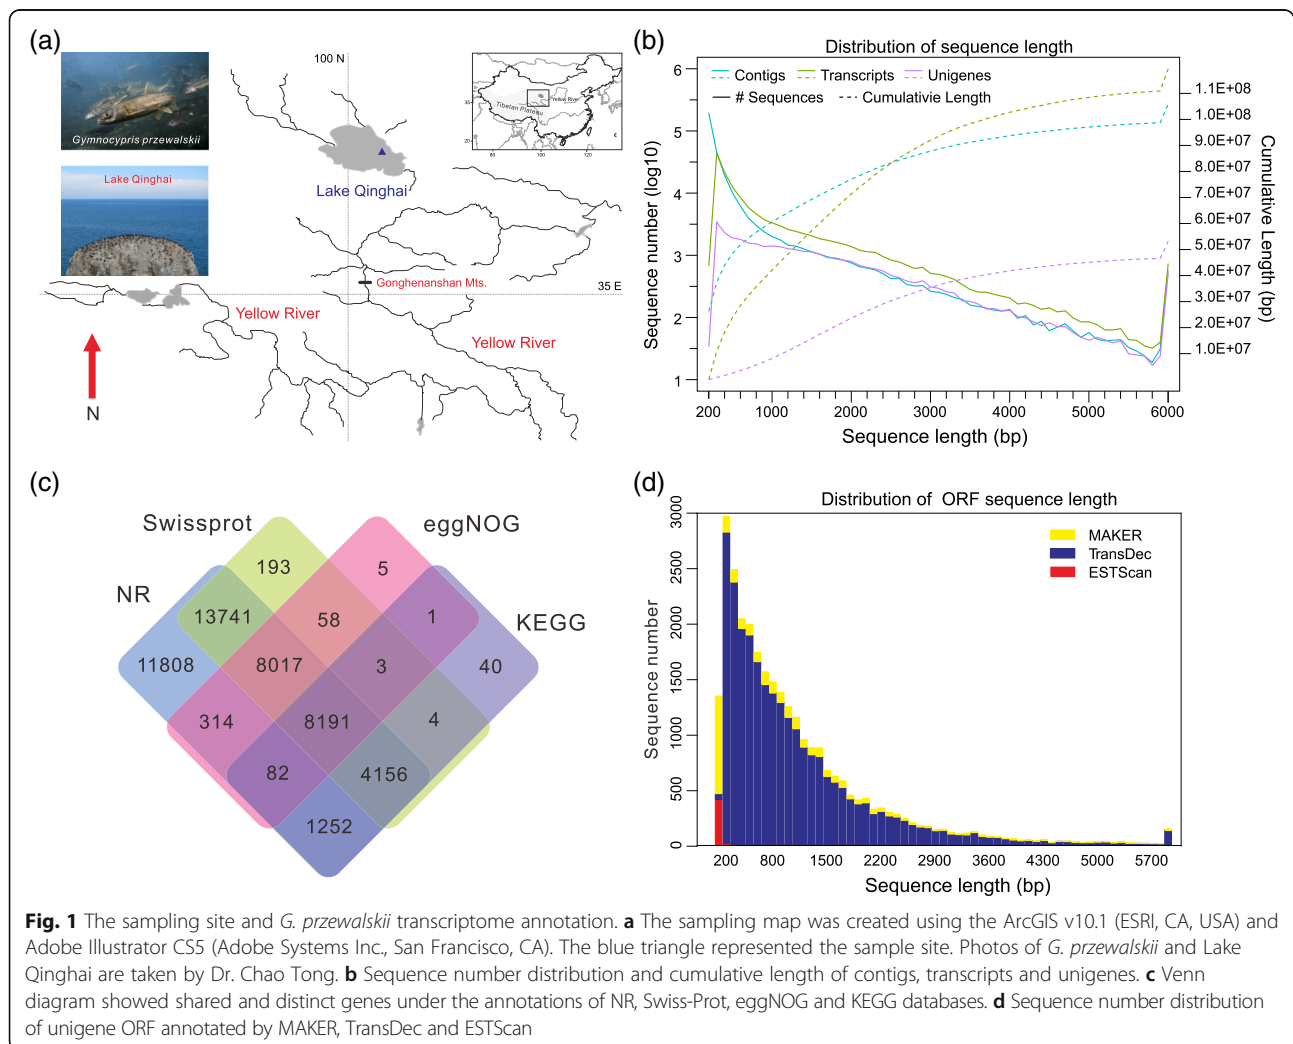 (a)
100 N
Gymnocypris przewalskii
Lake Qinghai
Lake Qinghai
Gonghenanshan Mts.
35 E
Yellow River
Yellow River
N
Tibetan Plateau
Yellow River
35
20
80
100
120
c
(b)
Distribution of sequence length
Contigs Transcripts Unigenes
# Sequences Cumulativie Length
Sequence number (log10)
6
5
4
3
2
1
1.1E+08
1.0E+08
9.0E+07
8.0E+07
7.0E+07
6.0E+07
5.0E+07
4.0E+07
3.0E+07
2.0E+07
1.0E+07
Cumulative Length (bp)
200 1000 2000 3000 4000 5000 6000
Sequence length (bp)
(c)
Swissprot eggNOG
NR KEGG
193 5
13741 58 1
11808 8017 3 40
314 8191 4
82 4156
1252
(d)
Distribution of ORF sequence length
MAKER
TransDec
ESTScan
Sequence number
3000
2500
2000
1500
1000
500
0
200 800 1500 2200 2900 3600 4300 5000 5700
Sequence length (bp)
Fig. 1 The sampling site and G. przewalskii transcriptome annotation. a The sampling map was created using the ArcGIS v10.1 (ESRI, CA, USA) and
Adobe Illustrator CS5 (Adobe Systems Inc., San Francisco, CA). The blue triangle represented the sample site. Photos of G. przewalskii and Lake
Qinghai are taken by Dr. Chao Tong. b Sequence number distribution and cumulative length of contigs, transcripts and unigenes. c Venn
diagram showed shared and distinct genes under the annotations of NR, Swiss-Prot, eggNOG and KEGG databases. d Sequence number distribution
of unigene ORF annotated by MAKER, TransDec and ESTScan